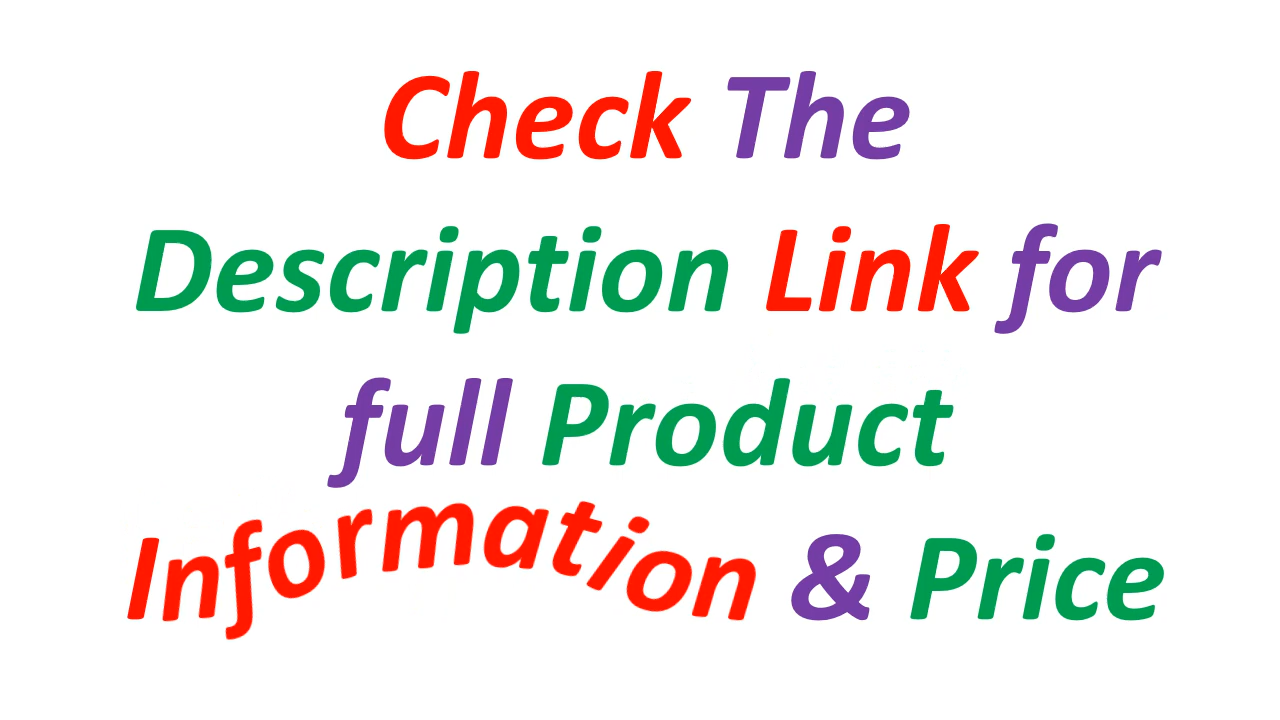 Check The
Description Link for
full Product
Information & Price